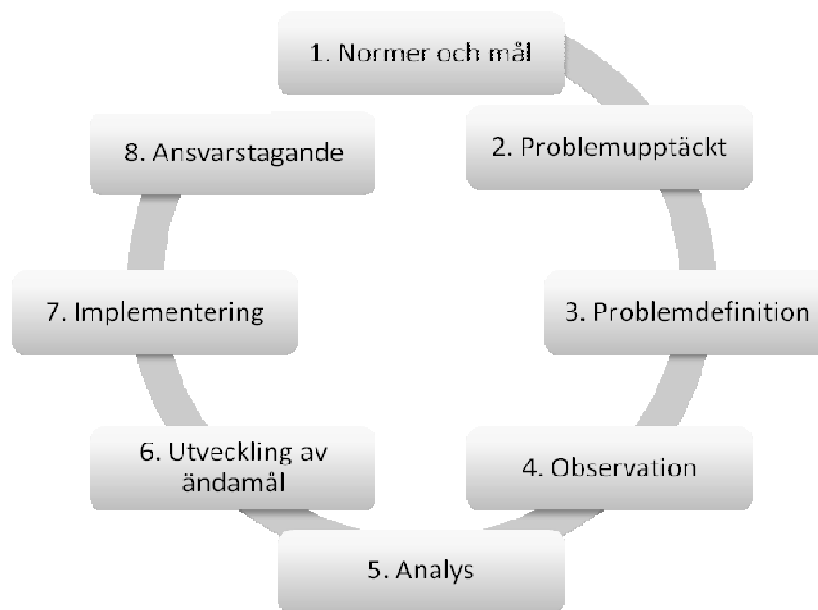 1. Normer och mål
2. Problemupptäckt
3. Problemdefinition
4. Observation
5. Analys
6. Utveckling av
ändamål
7. Implementering
8. Ansvarstagande